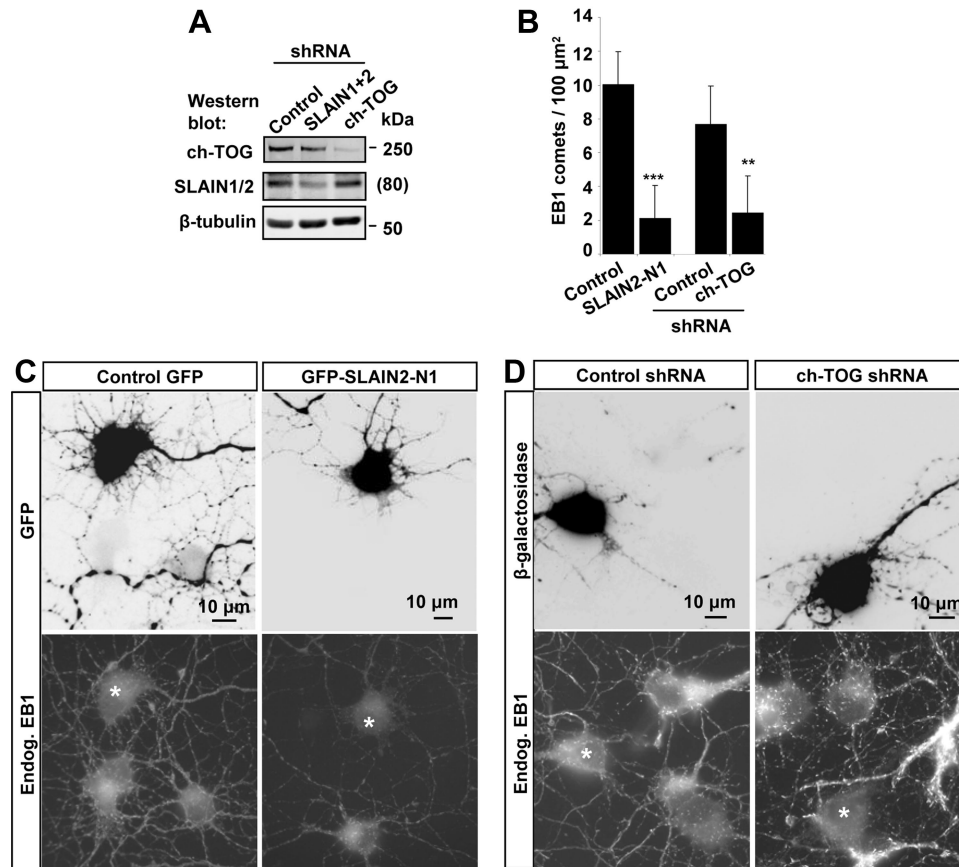 A
shRNA
Western blot:
Control
SLAIN1+2
ch-TOG
kDa
ch-TOG
250
SLAIN1/2
(80)
β-tubulin
50
B
EB1 comets / 100 µm²
14
12
10
8
6
4
2
0
***
**
Control
SLAIN2-N1
Control
ch-TOG
shRNA
C
Control GFP
GFP-SLAIN2-N1
GFP
10 µm
10 µm
Endog. EB1
*
*
D
Control shRNA
ch-TOG shRNA
β-galactosidase
10 µm
10 µm
Endog. EB1
*
*